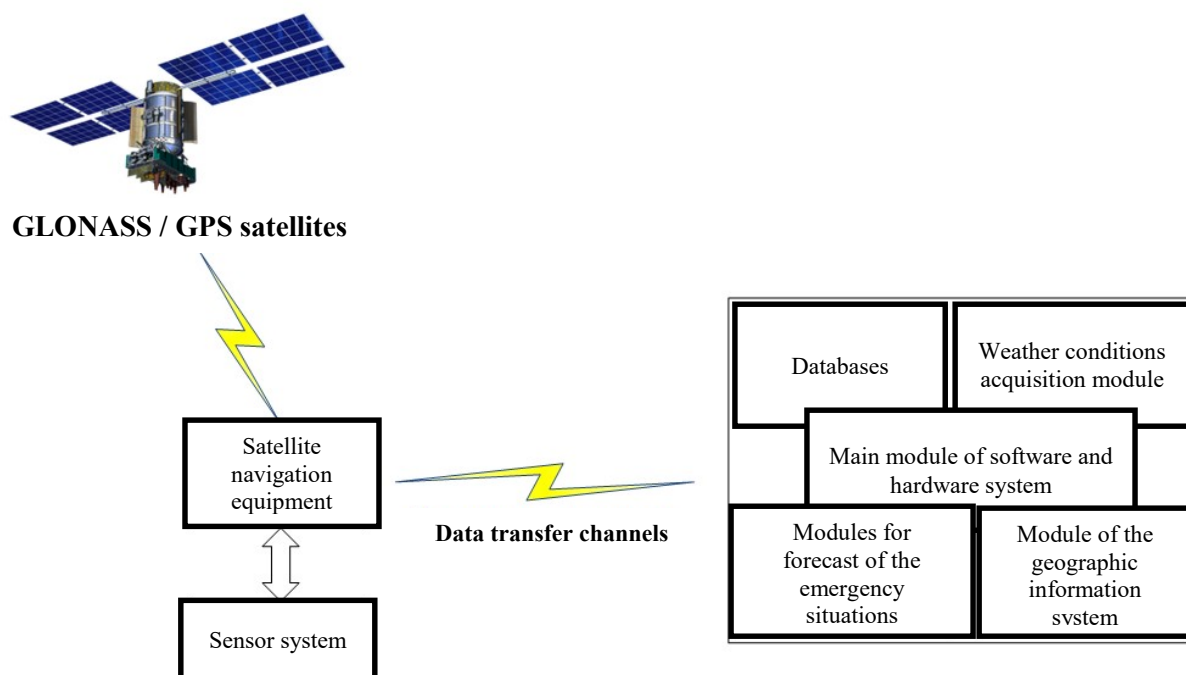 GLONASS / GPS satellites
Satellite
navigation
equipment
Data transfer channels
Sensor system
Databases
Weather conditions
acquisition module
Main module of software and
hardware system
Modules for
forecast of the
emergency
situations
Module of the
geographic
information
system